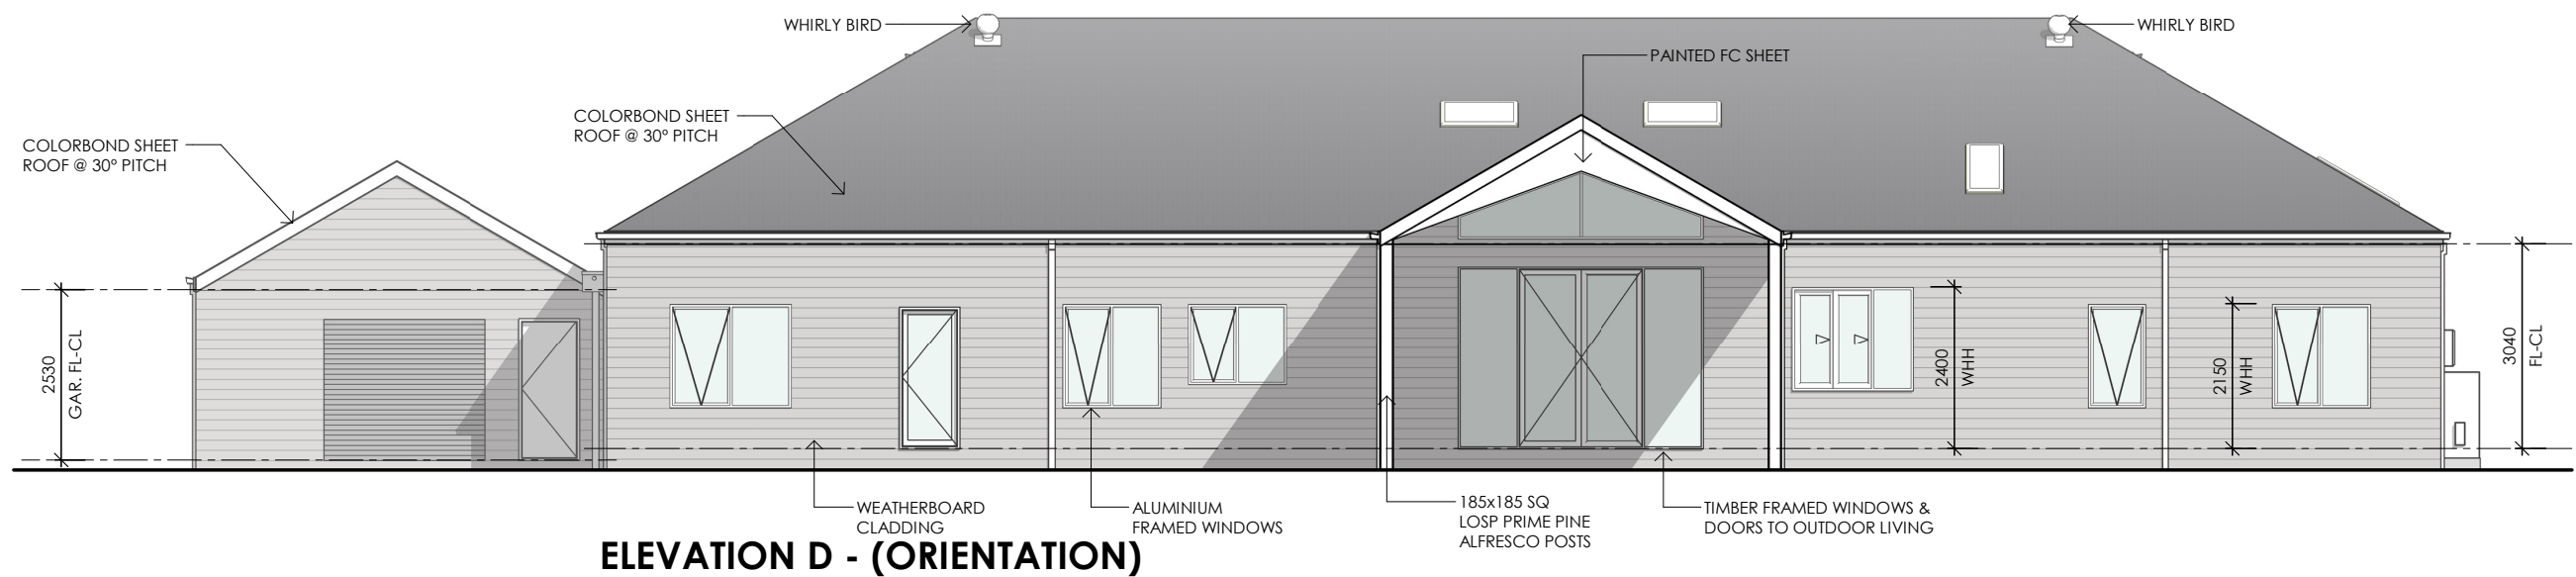 WHIRLY BIRD
WHIRLY BIRD
PAINTED FC SHEET
COLORBOND SHEET
ROOF @ 30º PITCH
COLORBOND SHEET
ROOF @ 30º PITCH
2530
GAR. FL-CL
2400
WHH
2150
WHH
3040
FL-CL
WEATHERBOARD
CLADDING
ALUMINIUM
FRAMED WINDOWS
185x185 SQ
LOSP PRIME PINE
ALFRESCO POSTS
TIMBER FRAMED WINDOWS &
DOORS TO OUTDOOR LIVING
ELEVATION D - (ORIENTATION)